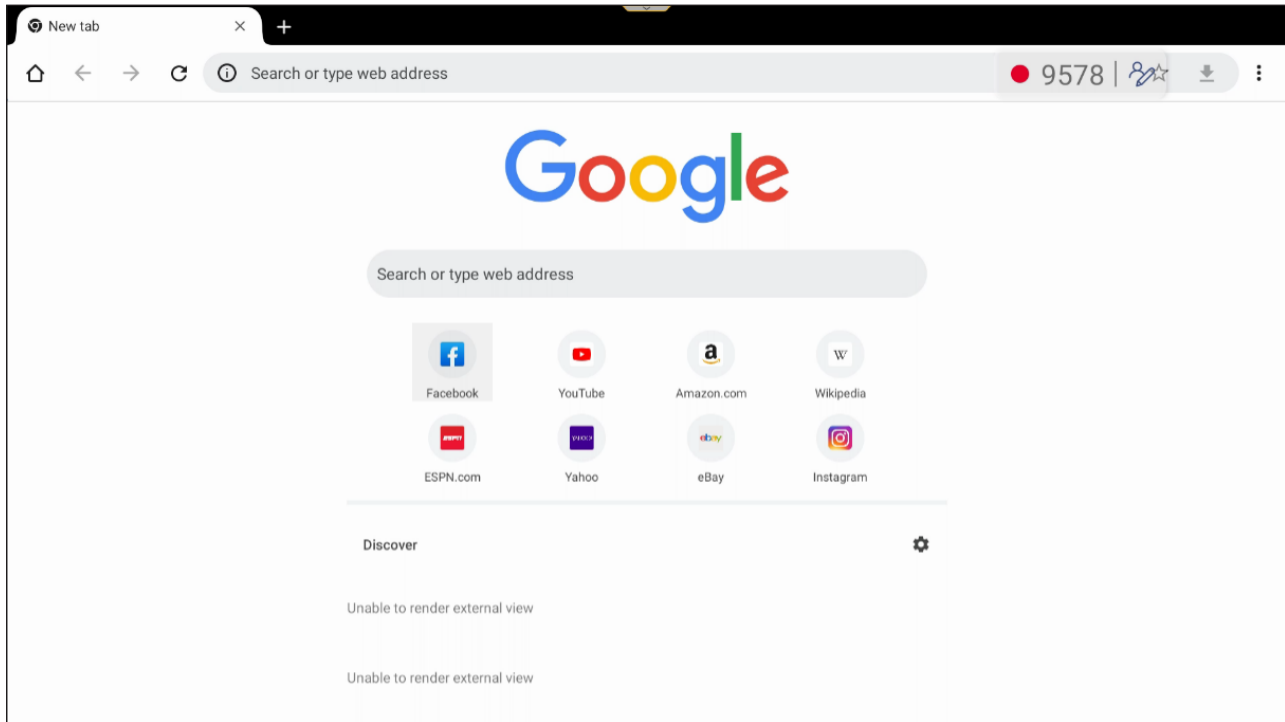 New tab
Search or type web address
9578
Google
Search or type web address
Facebook YouTube Amazon.com Wikipedia
ESPN.com Yahoo eBay Instagram
Discover
Unable to render external view
Unable to render external view